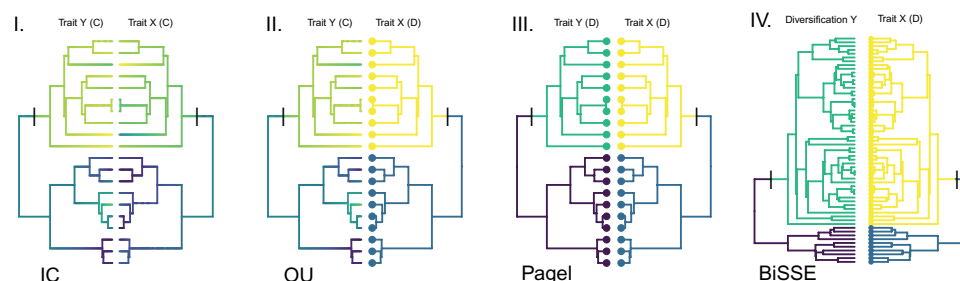 I.
Trait Y (C) Trait X (C)
IC
II.
Trait Y (C) Trait X (D)
OU
III.
Trait Y (D) Trait X (D)
Pagel
IV.
Diversification Y Trait X (D)
BiSSE